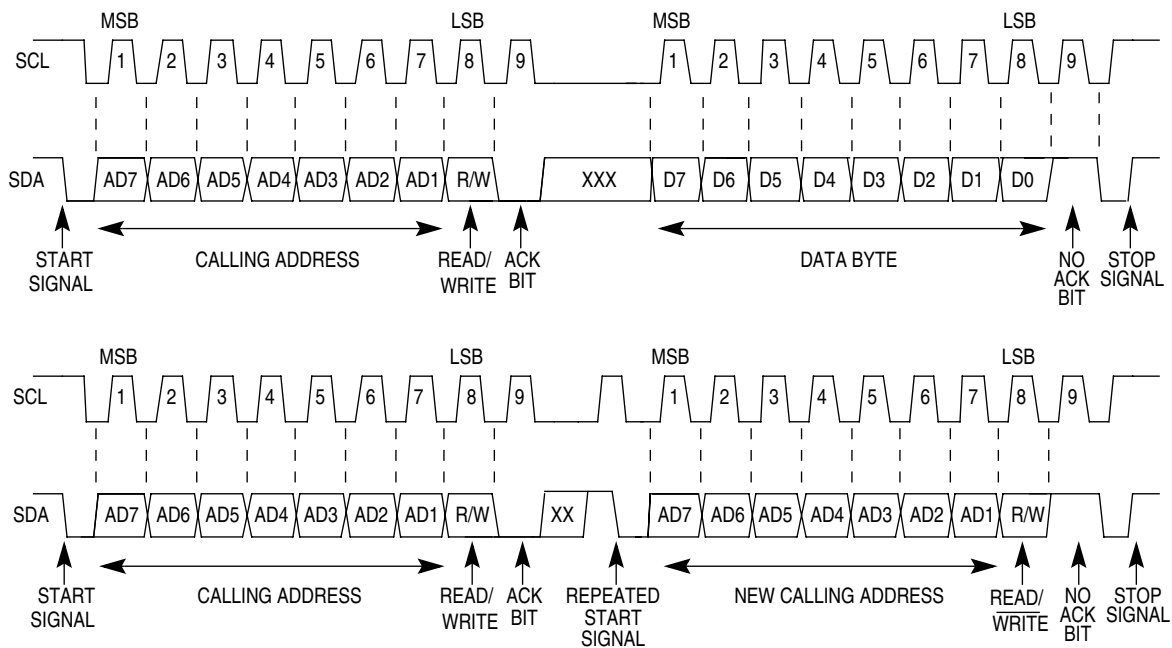 MSB LSB MSB LSB
SCL 1 2 3 4 5 6 7 8 9 1 2 3 4 5 6 7 8 9
SDA AD7 AD6 AD5 AD4 AD3 AD2 AD1 R/W XXX D7 D6 D5 D4 D3 D2 D1 D0
START SIGNAL
CALLING ADDRESS
READ/
WRITE
ACK
BIT
DATA BYTE
NO
ACK
BIT
STOP
SIGNAL
MSB LSB MSB LSB
SCL 1 2 3 4 5 6 7 8 9 1 2 3 4 5 6 7 8 9
SDA AD7 AD6 AD5 AD4 AD3 AD2 AD1 R/W XX AD7 AD6 AD5 AD4 AD3 AD2 AD1 R/W
START
SIGNAL
CALLING ADDRESS
READ/
WRITE
ACK
BIT
REPEATED
START
SIGNAL
NEW CALLING ADDRESS
READ/
WRITE
NO
ACK
BIT
STOP
SIGNAL